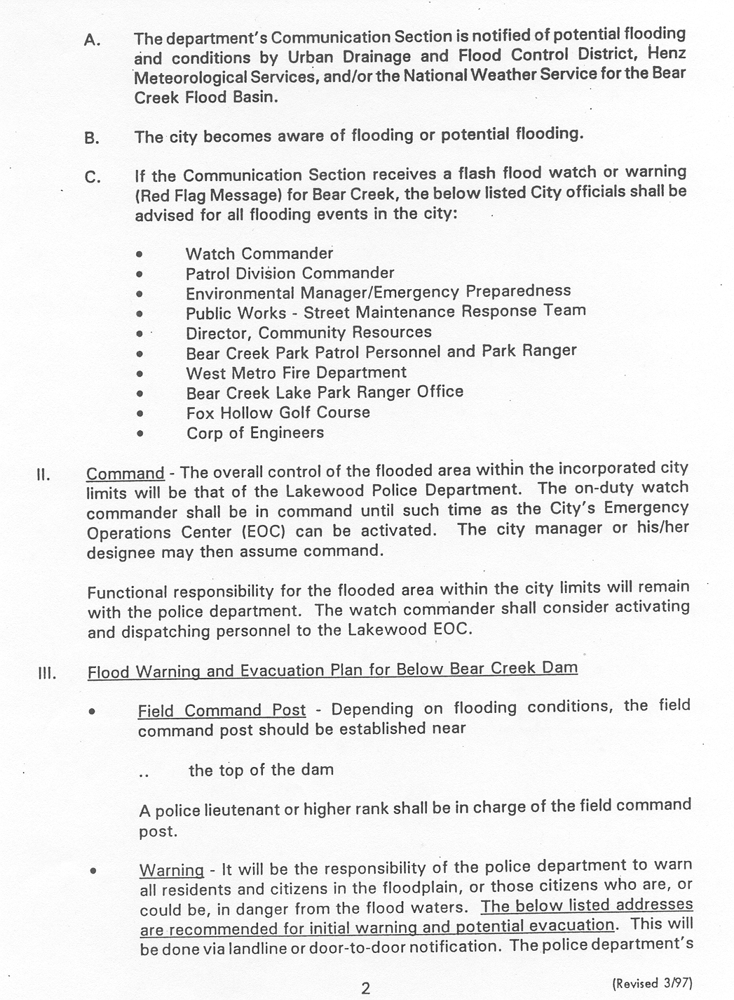 A. The department's Communication Section is notified of potential flooding
and conditions by Urban Drainage and Flood Control District, Henz
Meteorological Services, and/or the National Weather Service for the Bear
Creek Flood Basin.
B. The city becomes aware of flooding or potential flooding.
C. If the Communication Section receives a flash flood watch or warning
(Red Flag Message) for Bear Creek, the below listed City officials shall be
advised for all flooding events in the city:
• Watch Commander
• Patrol Division Commander
• Environmental Manager/Emergency Preparedness
• Public Works - Street Maintenance Response Team
• Director, Community Resources
• Bear Creek Park Patrol Personnel and Park Ranger
• West Metro Fire Department
• Bear Creek Lake Park Ranger Office
• Fox Hollow Golf Course
• Corp of Engineers
II. Command - The overall control of the flooded area within the incorporated city
limits will be that of the Lakewood Police Department. The on-duty watch
commander shall be in command until such time as the City's Emergency
Operations Center (EOC) can be activated. The city manager or his/her
designee may then assume command.
Functional responsibility for the flooded area within the city limits will remain
with the police department. The watch commander shall consider activating
and dispatching personnel to the Lakewood EOC.
III. Flood Warning and Evacuation Plan for Below Bear Creek Dam
• Field Command Post - Depending on flooding conditions, the field
command post should be established near
.. the top of the dam
A police lieutenant or higher rank shall be in charge of the field command
post.
• Warning - It will be the responsibility of the police department to warn
all residents and citizens in the floodplain, or those citizens who are, or
could be, in danger from the flood waters. The below listed addresses
are recommended for initial warning and potential evacuation. This will
be done via landline or door-to-door notification. The police department's
2 (Revised 3/97)